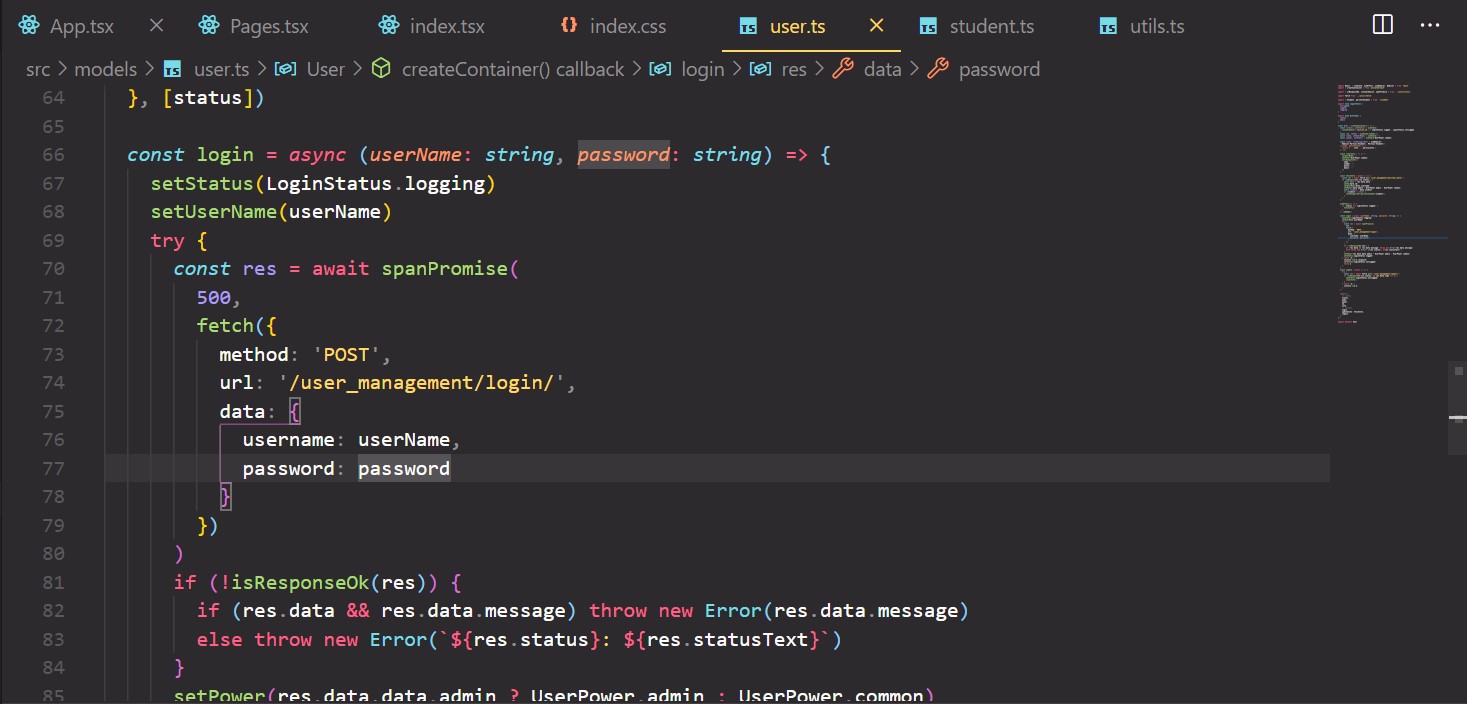 App.tsx Pages.tsx index.tsx index.css user.ts student.ts utils.ts
src > models > TS user.ts > User > createContainer() callback > login > res > data > password
64 }, [status])
65
66 const login = async (userName: string, password: string) => {
67 setStatus(LoginStatus.logging)
68 setUserName(userName)
69 try {
70 const res = await spanPromise(
71 500,
72 fetch({
73 method: 'POST',
74 url: '/user_management/login/',
75 data: {
76 username: userName,
77 password: password
78 }
79 })
80 )
81 if (!isResponseOk(res)) {
82 if (res.data && res.data.message) throw new Error(res.data.message)
83 else throw new Error(`${res.status}: ${res.statusText}`)
84 }
85 setPower(res.data.data.admin ? UserPower.admin : UserPower.common)